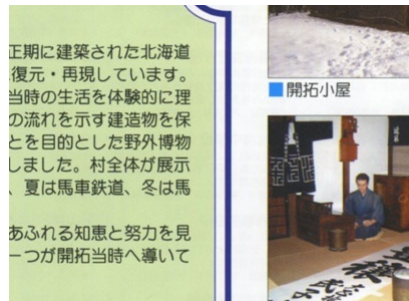 正期に建築された北海道
復元・再現しています。
当時の生活を体験的に理
の流れを示す建造物を保
とを目的とした野外博物
しました。村全体が展示
、夏は馬車鉄道、冬は馬
あふれる知恵と努力を見
一つが開拓当時へ導いて
開拓小屋